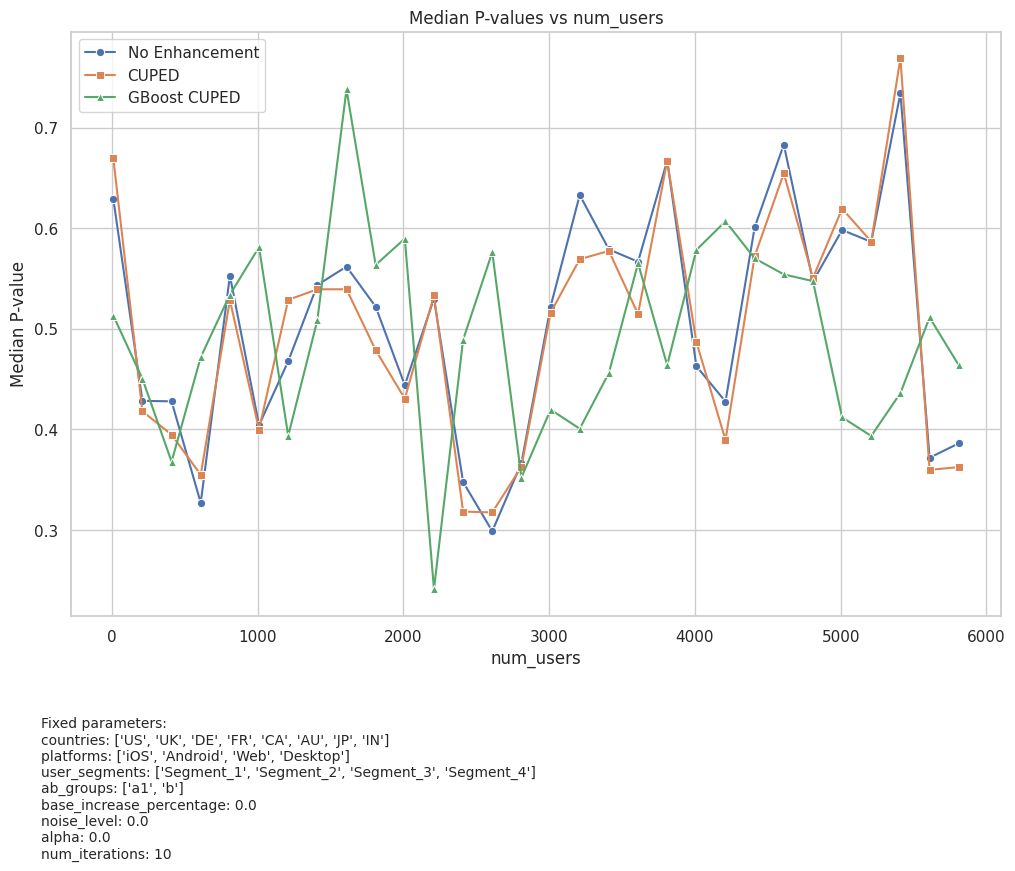 Median P-values vs num_users
No Enhancement
CUPED
GBoost CUPED
Median P-value
0.7
0.6
0.5
0.4
0.3
0 1000 2000 3000 4000 5000 6000
num_users
Fixed parameters:
countries: ['US', 'UK', 'DE', 'FR', 'CA', 'AU', 'JP', 'IN']
platforms: ['iOS', 'Android', 'Web', 'Desktop']
user_segments: ['Segment_1', 'Segment_2', 'Segment_3', 'Segment_4']
ab_groups: ['a1', 'b']
base_increase_percentage: 0.0
noise_level: 0.0
alpha: 0.0
num_iterations: 10